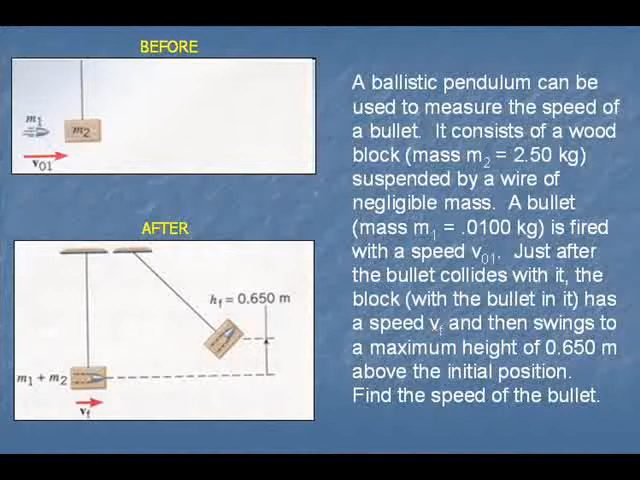 BEFORE
m1
m2
v01
AFTER
hf = 0.650 m
m1 + m2
vf
A ballistic pendulum can be
used to measure the speed of
a bullet. It consists of a wood
block (mass m2 = 2.50 kg)
suspended by a wire of
negligible mass. A bullet
(mass m1 = .0100 kg) is fired
with a speed v01. Just after
the bullet collides with it, the
block (with the bullet in it) has
a speed vf and then swings to
a maximum height of 0.650 m
above the initial position.
Find the speed of the bullet.